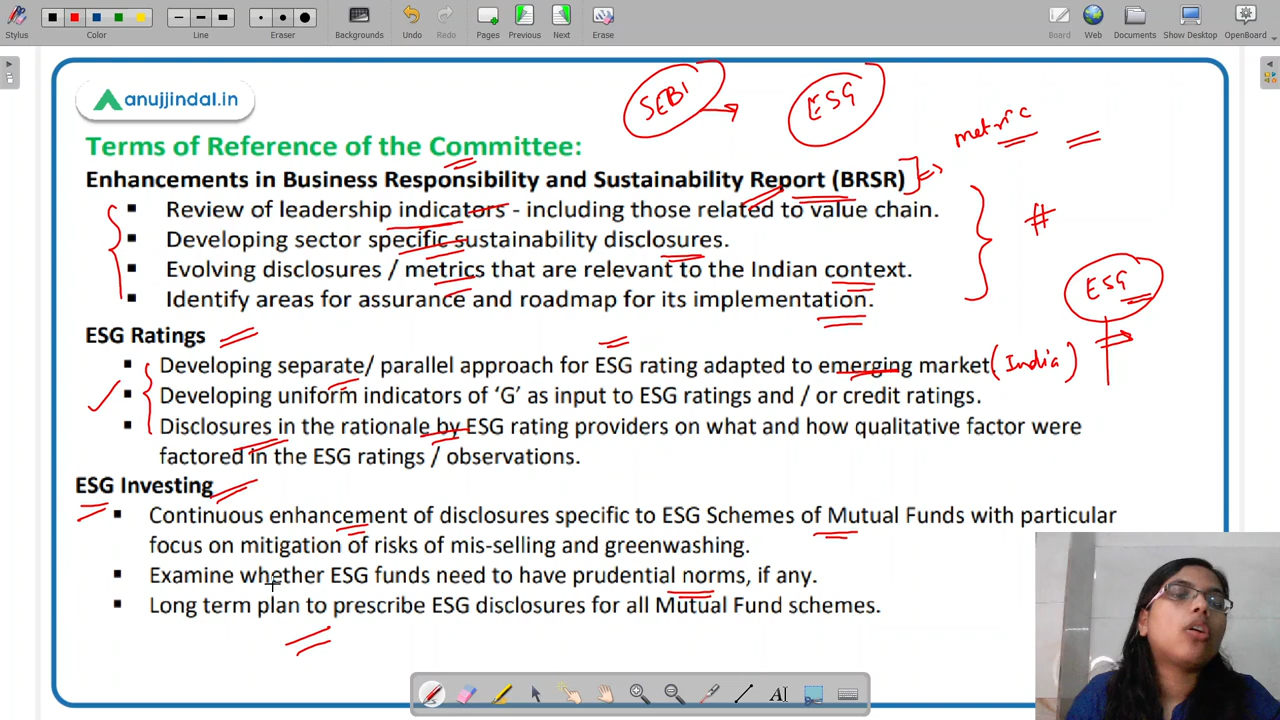 Stylus
Color
Line
Eraser
Backgrounds
Undo
Redo
Pages
Previous
Next
Erase
Board
Web
Documents
Show Desktop
OpenBoard
anujjindal.in
SEBI
ESG
metric
Terms of Reference of the Committee:
Enhancements in Business Responsibility and Sustainability Report (BRSR)
▪ Review of leadership indicators - including those related to value chain.
▪ Developing sector specific sustainability disclosures.
▪ Evolving disclosures / metrics that are relevant to the Indian context.
▪ Identify areas for assurance and roadmap for its implementation.
#
ESG
ESG Ratings
▪ Developing separate/ parallel approach for ESG rating adapted to emerging market (India)
▪ Developing uniform indicators of ‘G’ as input to ESG ratings and / or credit ratings.
▪ Disclosures in the rationale by ESG rating providers on what and how qualitative factor were
factored in the ESG ratings / observations.
ESG Investing
▪ Continuous enhancement of disclosures specific to ESG Schemes of Mutual Funds with particular
focus on mitigation of risks of mis-selling and greenwashing.
▪ Examine whether ESG funds need to have prudential norms, if any.
▪ Long term plan to prescribe ESG disclosures for all Mutual Fund schemes.